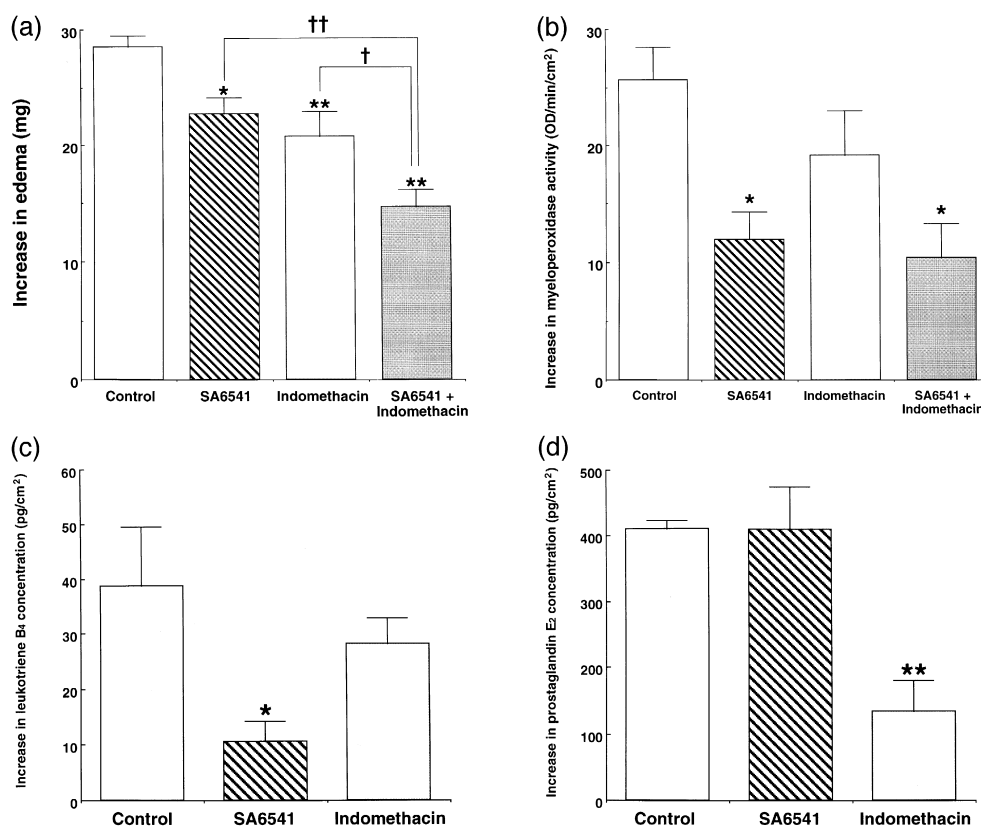 (a)
Increase in edema (mg)
30
20
10
0
††
†
*
**
**
Control
SA6541
Indomethacin
SA6541 +
Indomethacin
(b)
Increase in myeloperoxidase activity (OD/min/cm²)
30
20
10
0
*
*
Control
SA6541
Indomethacin
SA6541 +
Indomethacin
(c)
Increase in leukotriene B₄ concentration (pg/cm²)
60
50
40
30
20
10
0
*
Control
SA6541
Indomethacin
(d)
Increase in prostaglandin E₂ concentration (pg/cm²)
500
400
300
200
100
0
**
Control
SA6541
Indomethacin